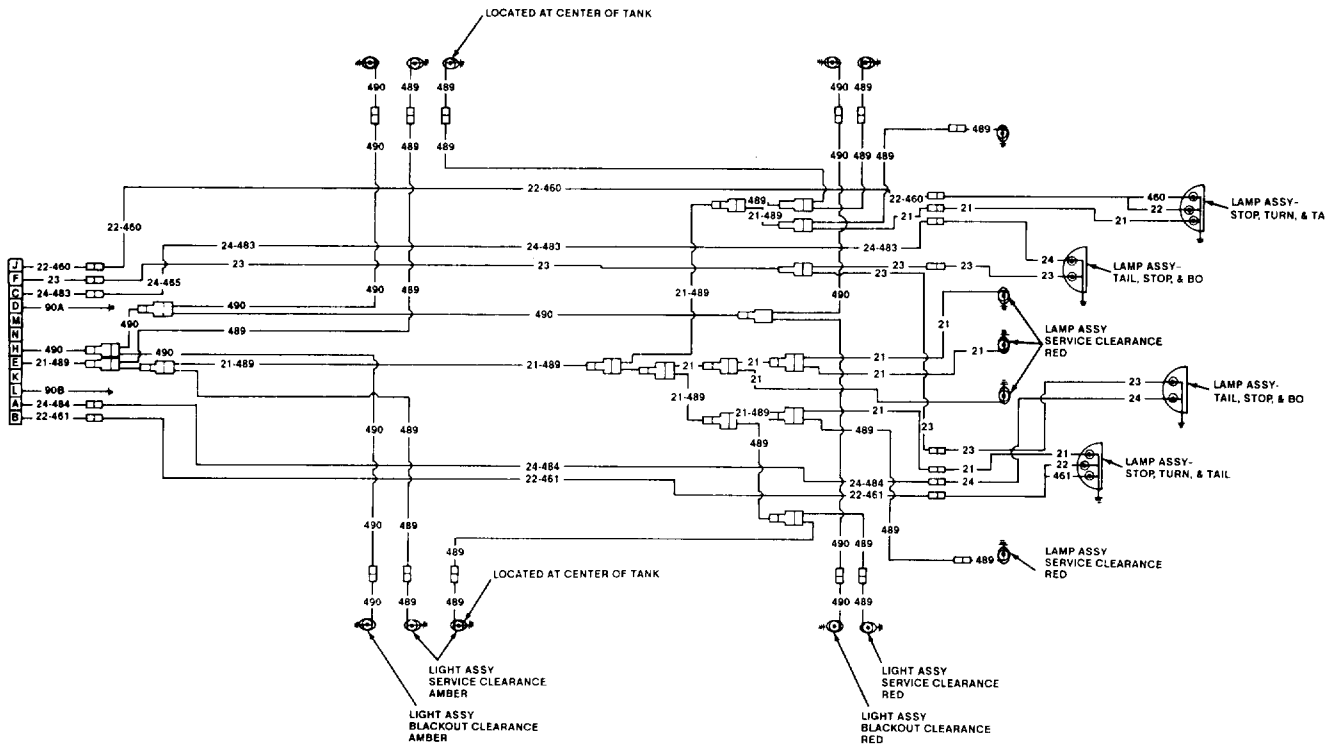 LOCATED AT CENTER OF TANK
490 489 489
490 489
490 489 489
489
490 489
489
22-460
22-460
460
22
21
LAMP ASSY-
STOP, TURN, & TA
489
21-489
21
21
22-460
24-483
24-483
24-483
24
23
LAMP ASSY-
TAIL, STOP, & BO
J
22-460
F
23
23
23
23
23
23
C
24-483
24-465
D
90A
M
N
H
490
E
21-489
K
L
90B
A
24-484
B
22-461
490
489
21-489
490
490
490
490
490
489
21-489
21-489
21
LAMP ASSY
SERVICE CLEARANCE
RED
490
21-489
21
21
21
21
21
21
23
24
LAMP ASSY-
TAIL, STOP, & BO
490
489
21-489
21-489
21
489
489
23
23
21
21
22
461
LAMP ASSY-
STOP, TURN, & TAIL
24-484
24-484
24
22-461
22-461
490
489
489
490
489
489
489
LAMP ASSY
SERVICE CLEARANCE
RED
LOCATED AT CENTER OF TANK
490 489 489
490 489
LIGHT ASSY
SERVICE CLEARANCE
AMBER
LIGHT ASSY
BLACKOUT CLEARANCE
AMBER
LIGHT ASSY
SERVICE CLEARANCE
RED
LIGHT ASSY
BLACKOUT CLEARANCE
RED